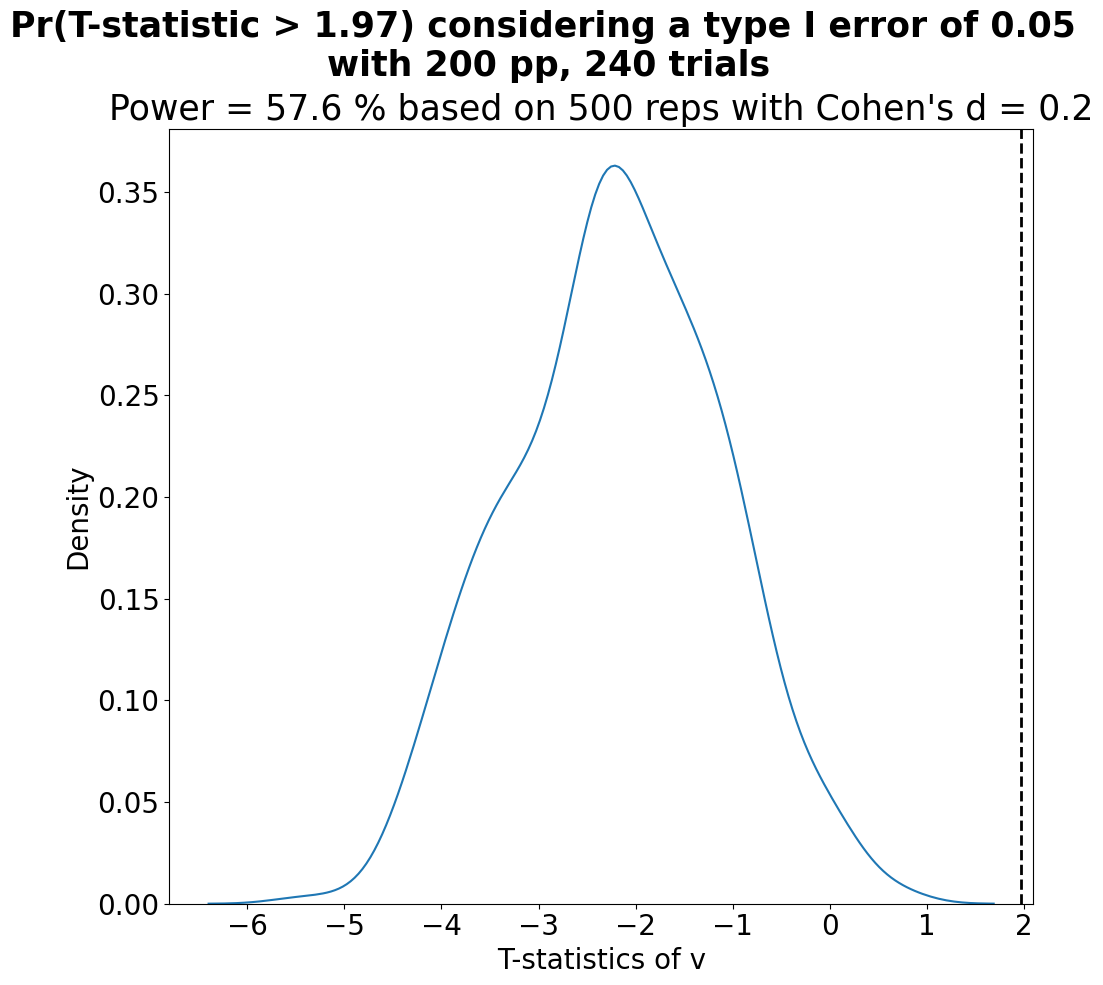 Pr(T-statistic > 1.97) considering a type I error of 0.05
with 200 pp, 240 trials
Power = 57.6 % based on 500 reps with Cohen's d = 0.2
0.35
0.30
0.25
0.20
0.15
0.10
0.05
0.00
Density
−6 −5 −4 −3 −2 −1 0 1 2
T-statistics of v